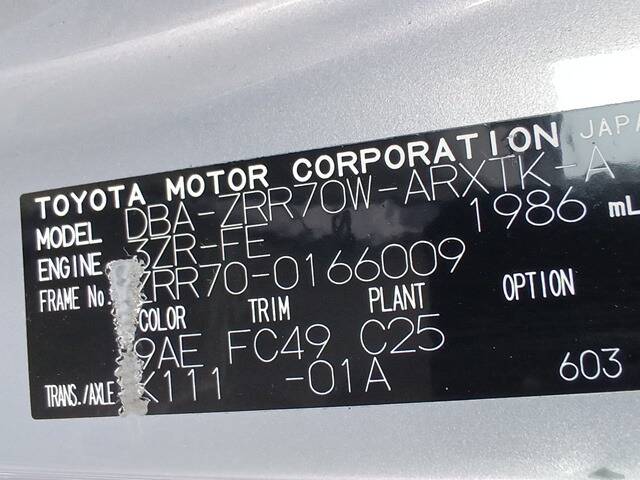 TOYOTA MOTOR CORPORATION JAPA
MODEL DBA-ZRR70W-ARXTK-A
ENGINE 3ZR-FE 1986 mL
FRAME No. ZRR70-0166009
COLOR TRIM PLANT OPTION
9AE FC49 C25
TRANS./AXLE K111 -01A 603